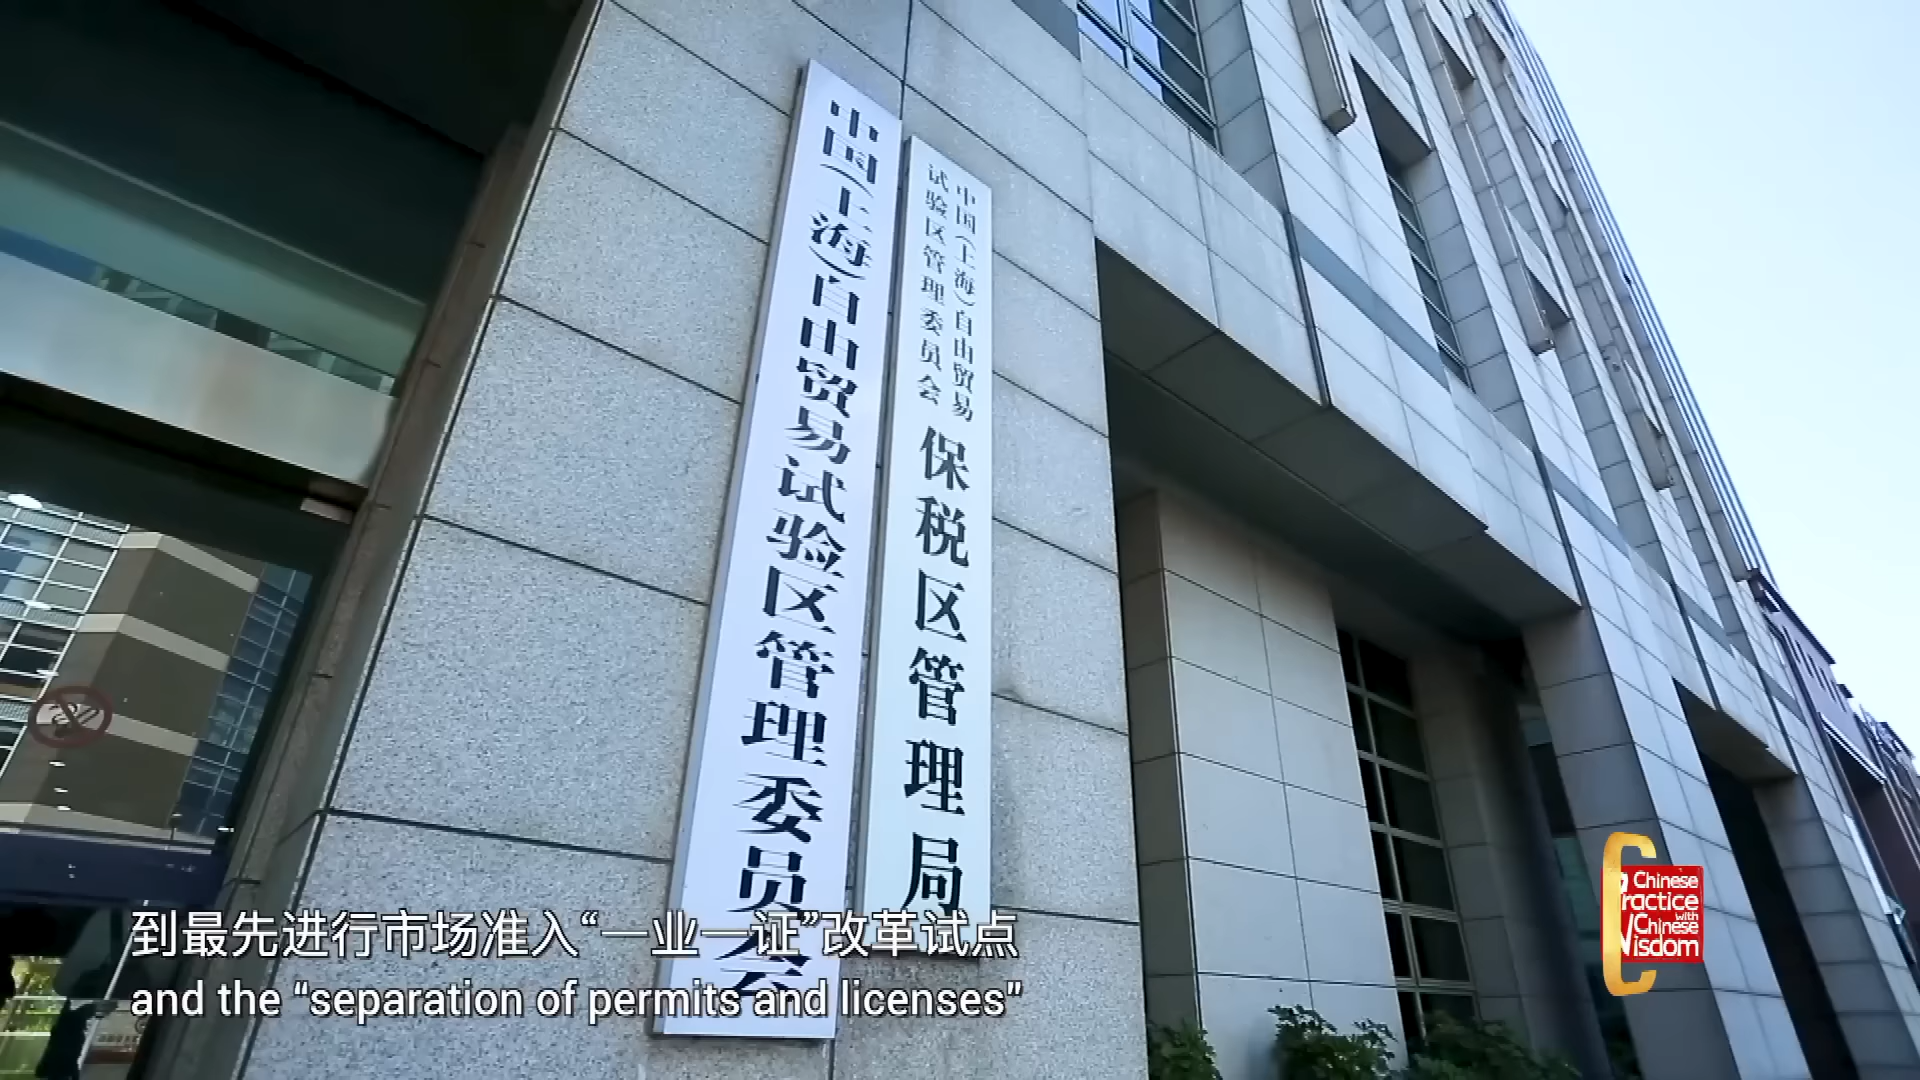 中国(上海)自由贸易试验区管理委员会
中国(上海)自由贸易
试验区管理委员会
保税区管理局
到最先进行市场准入“一业一证”改革试点
and the “separation of permits and licenses”
Chinese
Practice
with
Chinese
Wisdom